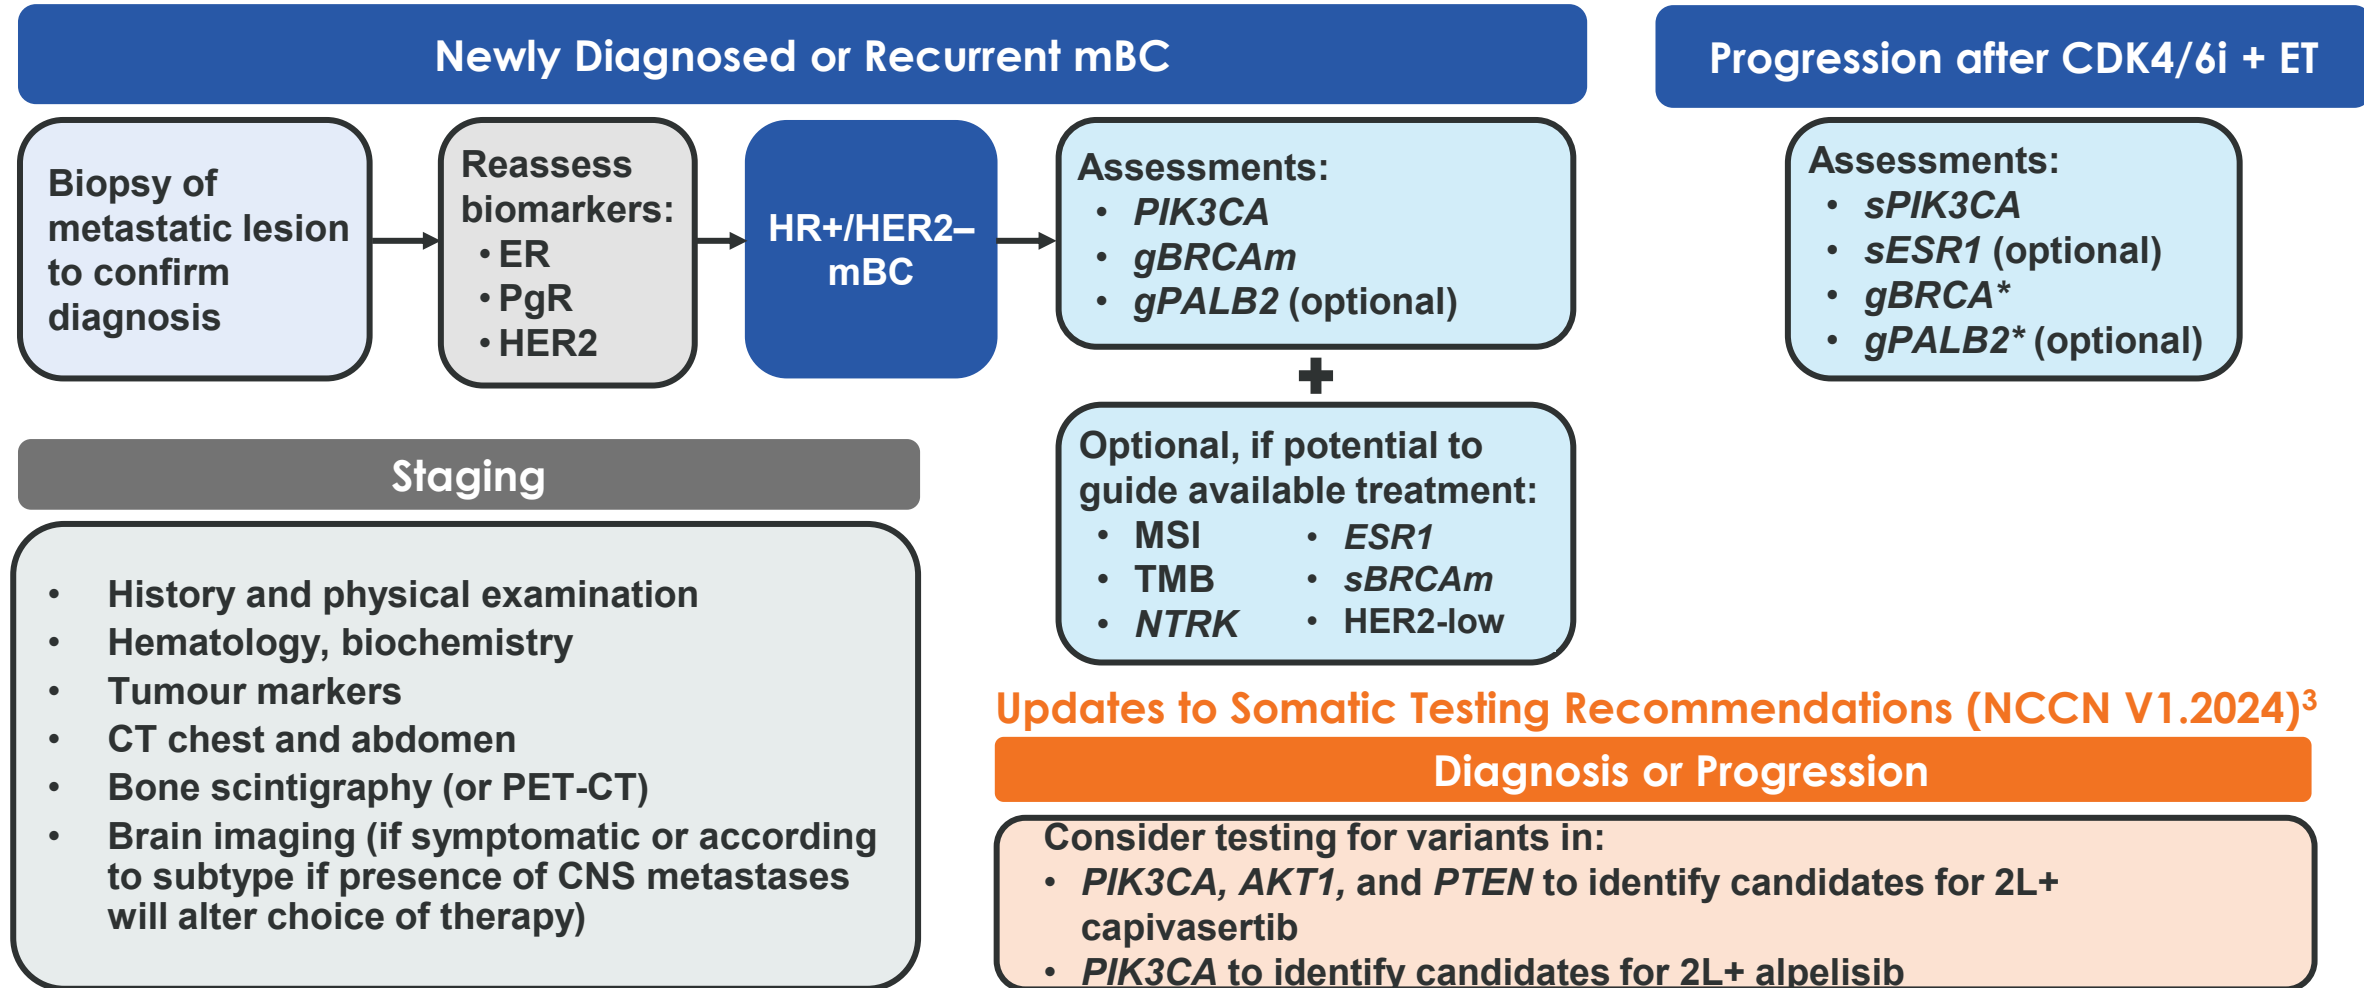 Newly Diagnosed or Recurrent mBC
Biopsy of
metastatic lesion
to confirm
diagnosis
Reassess
biomarkers:
• ER
• PgR
• HER2
HR+/HER2–
mBC
Assessments:
• PIK3CA
• gBRCAm
• gPALB2 (optional)
+
Optional, if potential to
guide available treatment:
• MSI
• TMB
• NTRK
• ESR1
• sBRCAm
• HER2-low
Progression after CDK4/6i + ET
Assessments:
• sPIK3CA
• sESR1 (optional)
• gBRCA*
• gPALB2* (optional)
Staging
• History and physical examination
• Hematology, biochemistry
• Tumour markers
• CT chest and abdomen
• Bone scintigraphy (or PET-CT)
• Brain imaging (if symptomatic or according
to subtype if presence of CNS metastases
will alter choice of therapy)
Updates to Somatic Testing Recommendations (NCCN V1.2024)³
Diagnosis or Progression
Consider testing for variants in:
• PIK3CA, AKT1, and PTEN to identify candidates for 2L+
capivasertib
• PIK3CA to identify candidates for 2L+ alpelisib